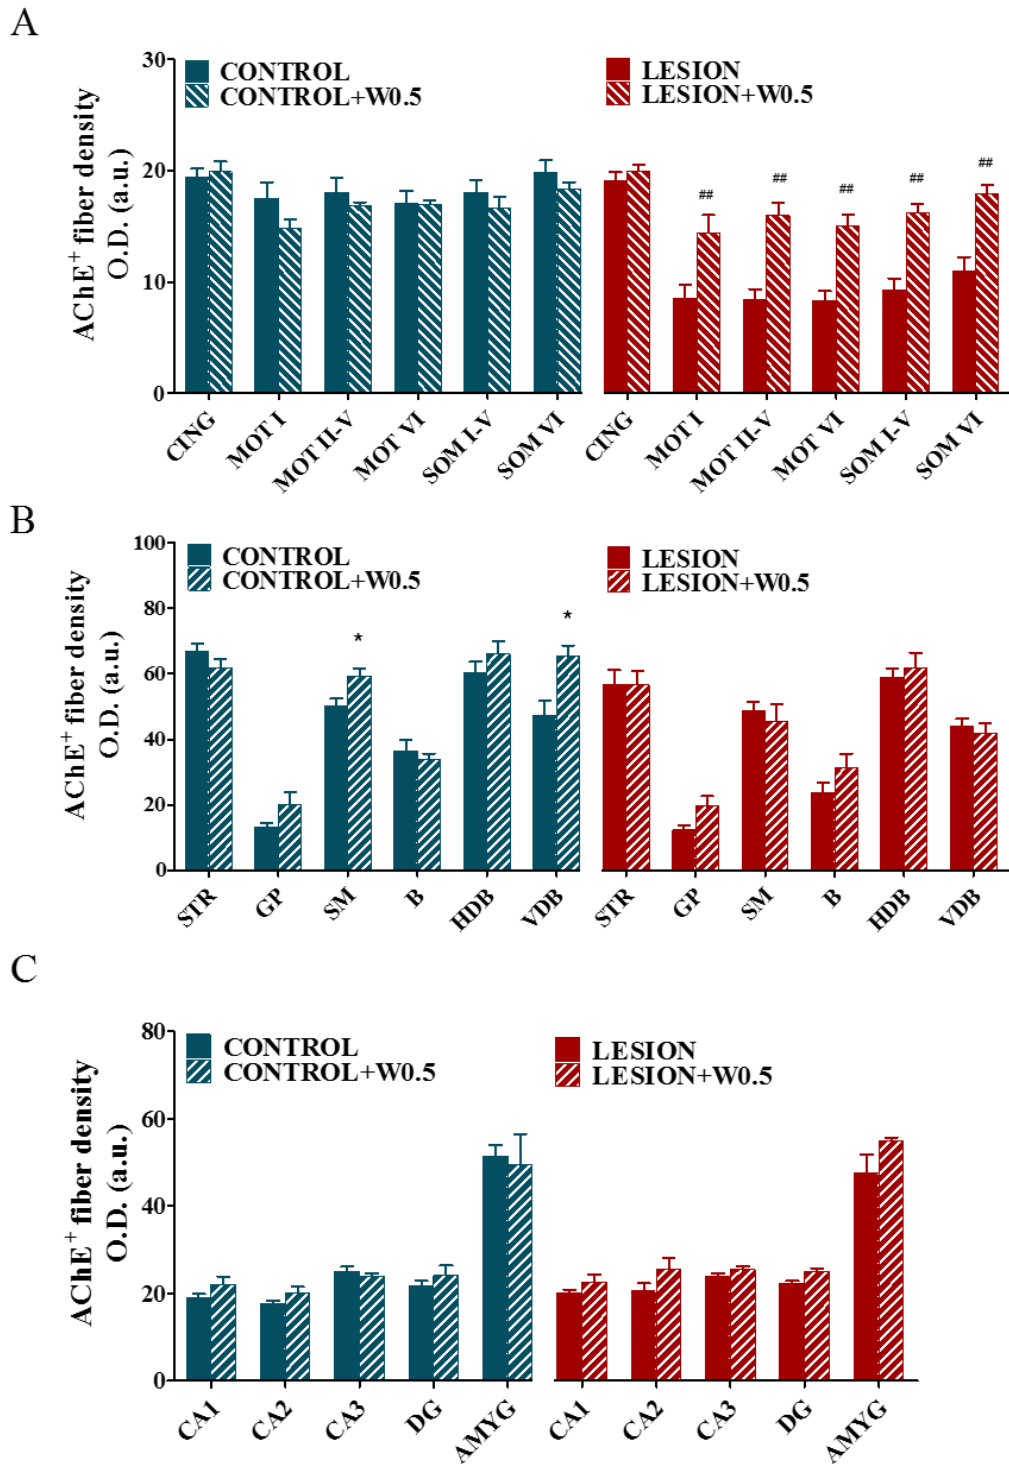 A
AChE⁺ fiber density
O.D. (a.u.)
30
20
10
0
CONTROL
CONTROL+W0.5
LESION
LESION+W0.5
## ## ## ## ##
CING MOT I MOT II-V MOT VI SOM I-V SOM VI CING MOT I MOT II-V MOT VI SOM I-V SOM VI
B
AChE⁺ fiber density
O.D. (a.u.)
100
80
60
40
20
0
CONTROL
CONTROL+W0.5
LESION
LESION+W0.5
* *
STR GP SM B HDB VDB STR GP SM B HDB VDB
C
AChE⁺ fiber density
O.D. (a.u.)
80
60
40
20
0
CONTROL
CONTROL+W0.5
LESION
LESION+W0.5
CA1 CA2 CA3 DG AMYG CA1 CA2 CA3 DG AMYG